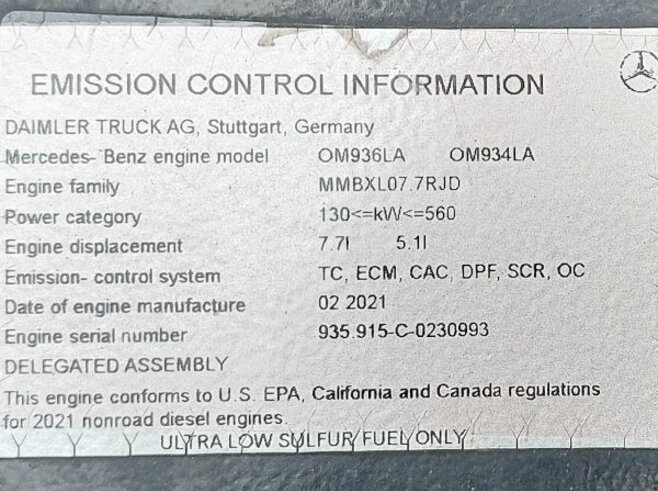 EMISSION CONTROL INFORMATION
DAIMLER TRUCK AG, Stuttgart, Germany
Mercedes- Benz engine model OM936LA OM934LA
Engine family MMBXL07.7RJD
Power category 130<=kW<=560
Engine displacement 7.7l 5.1l
Emission- control system TC, ECM, CAC, DPF, SCR, OC
Date of engine manufacture 02 2021
Engine serial number 935.915-C-0230993
DELEGATED ASSEMBLY
This engine conforms to U.S. EPA, California and Canada regulations
for 2021 nonroad diesel engines.
ULTRA LOW SULFUR FUEL ONLY